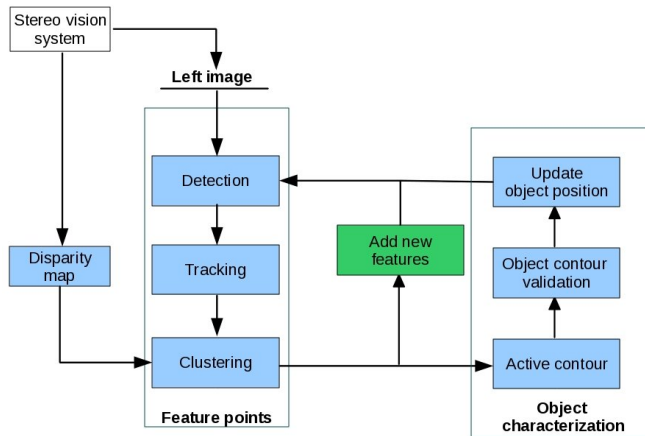 Stereo vision
system
Left image
Detection
Update
object position
Add new
features
Disparity
map
Tracking
Object contour
validation
Clustering
Active contour
Feature points
Object
characterization